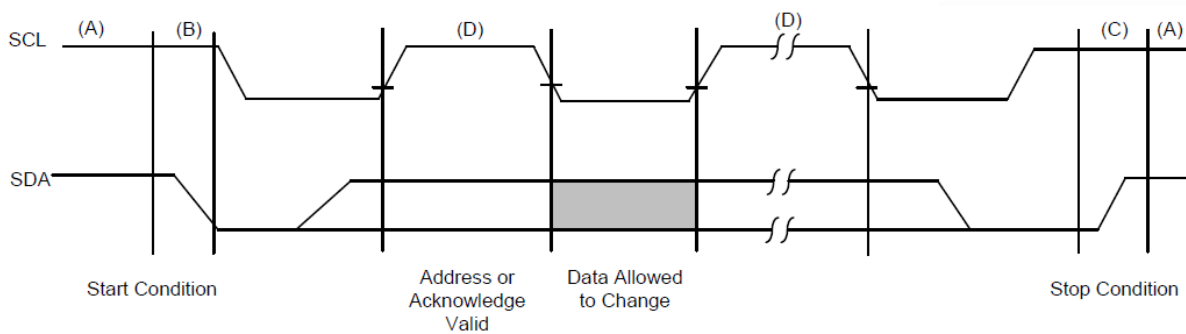 (A)
(B)
(D)
(D)
(C)
(A)
SCL
SDA
Start Condition
Address or
Acknowledge
Valid
Data Allowed
to Change
Stop Condition